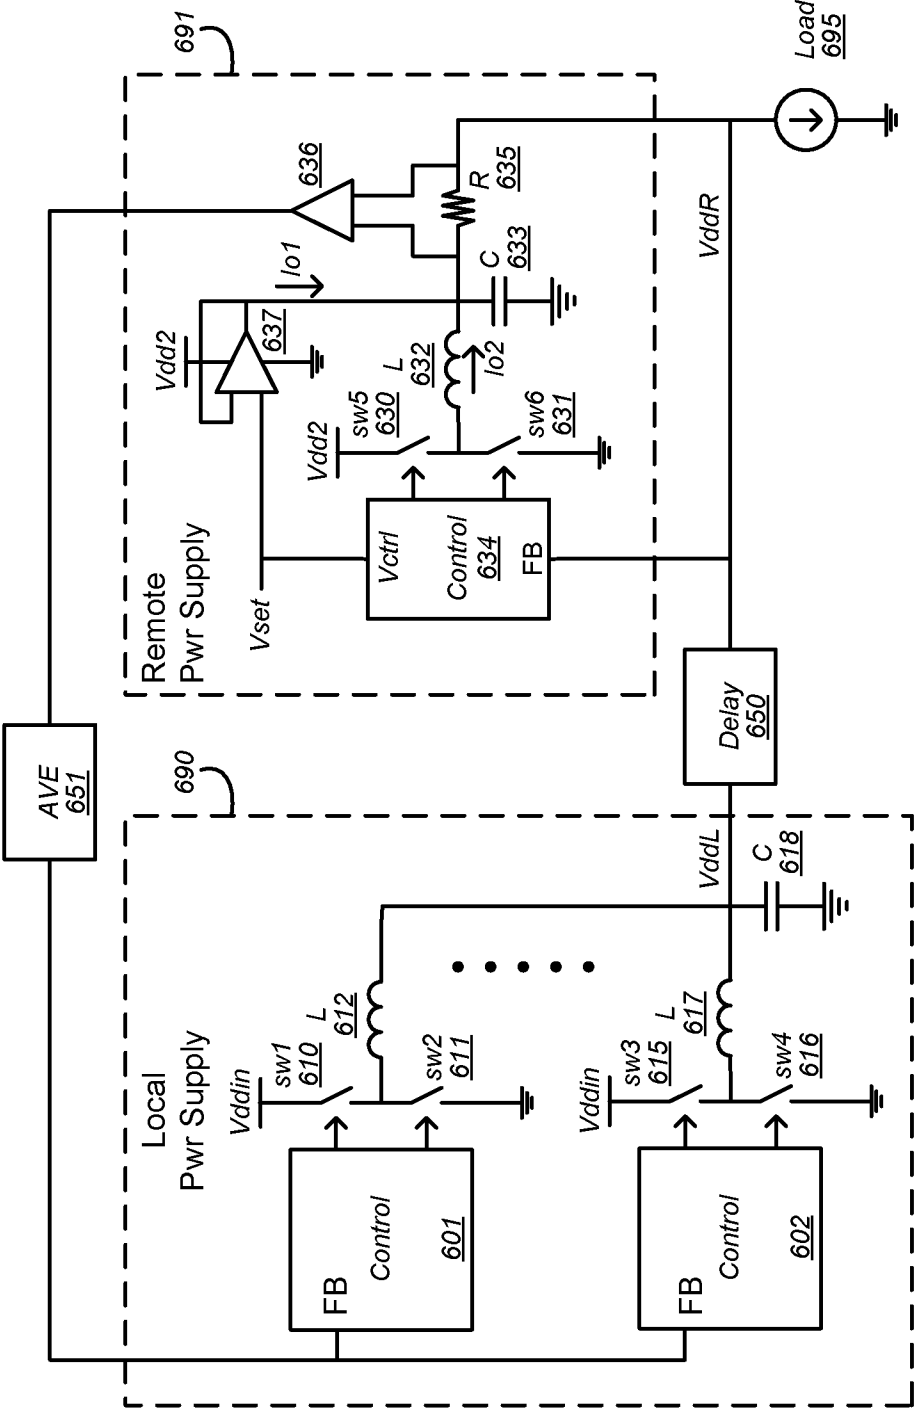 AVE
651
690
691
Local
Pwr Supply
Remote
Pwr Supply
FB
Control
601
Vddin
sw1
610
sw2
611
L
612
FB
Control
602
Vddin
sw3
615
sw4
616
L
617
VddL
C
618
Delay
650
VddR
Vset
Vctrl
Control
634
FB
Vdd2
637
Io1
Vdd2
sw5
630
sw6
631
L
632
Io2
C
633
R
635
636
Load
695